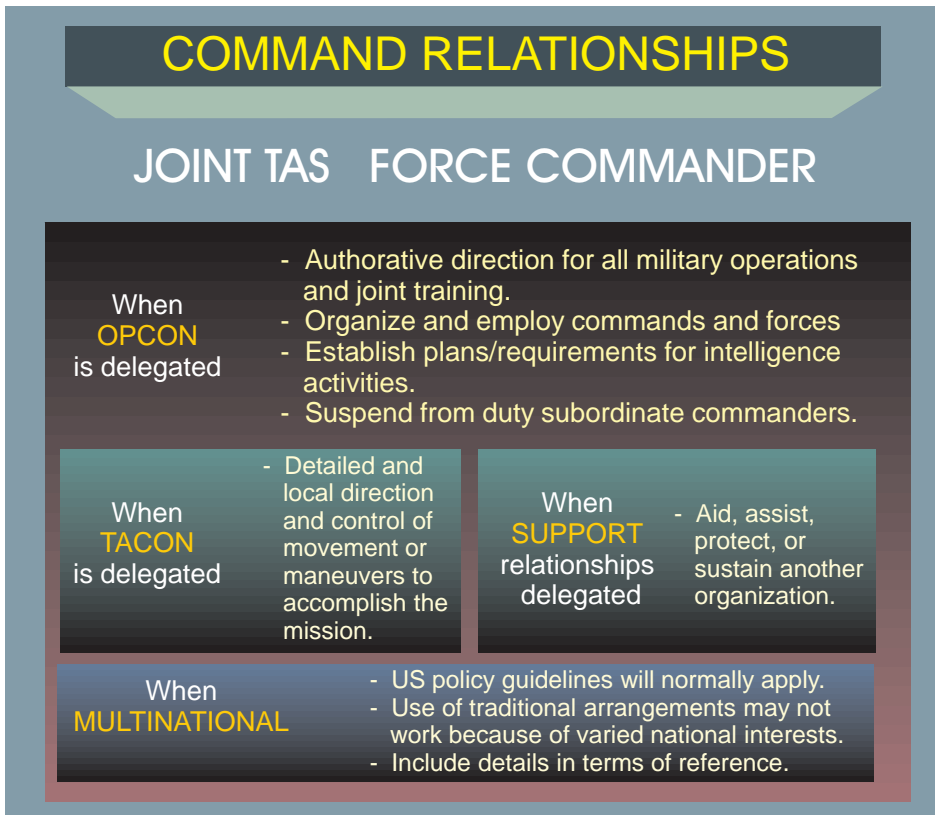 COMMAND RELATIONSHIPS
JOINT TAS FORCE COMMANDER
When
OPCON
is delegated
- Authorative direction for all military operations
and joint training.
- Organize and employ commands and forces
- Establish plans/requirements for intelligence
activities.
- Suspend from duty subordinate commanders.
When
TACON
is delegated
- Detailed and
local direction
and control of
movement or
maneuvers to
accomplish the
mission.
When
SUPPORT
relationships
delegated
- Aid, assist,
protect, or
sustain another
organization.
When
MULTINATIONAL
- US policy guidelines will normally apply.
- Use of traditional arrangements may not
work because of varied national interests.
- Include details in terms of reference.